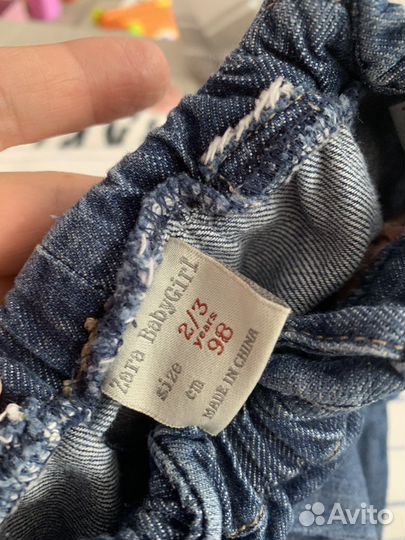 Zara BabyGirl
size 2/3 years
cm 98
MADE IN CHINA
Avito